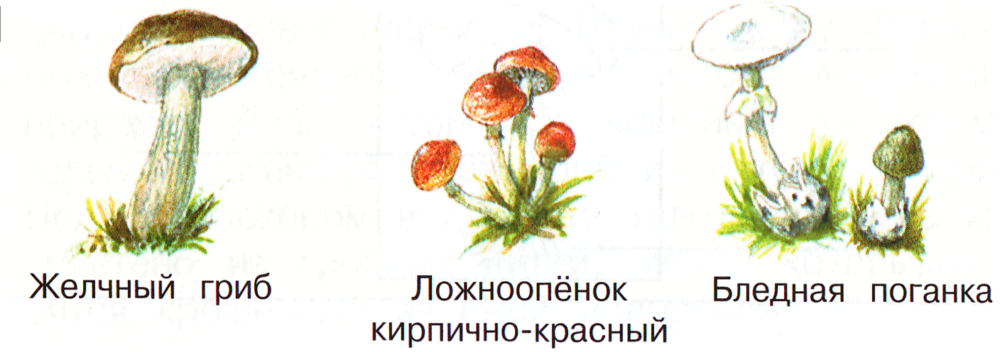 Желчный гриб
Ложноопёнок
кирпично-красный
Бледная поганка